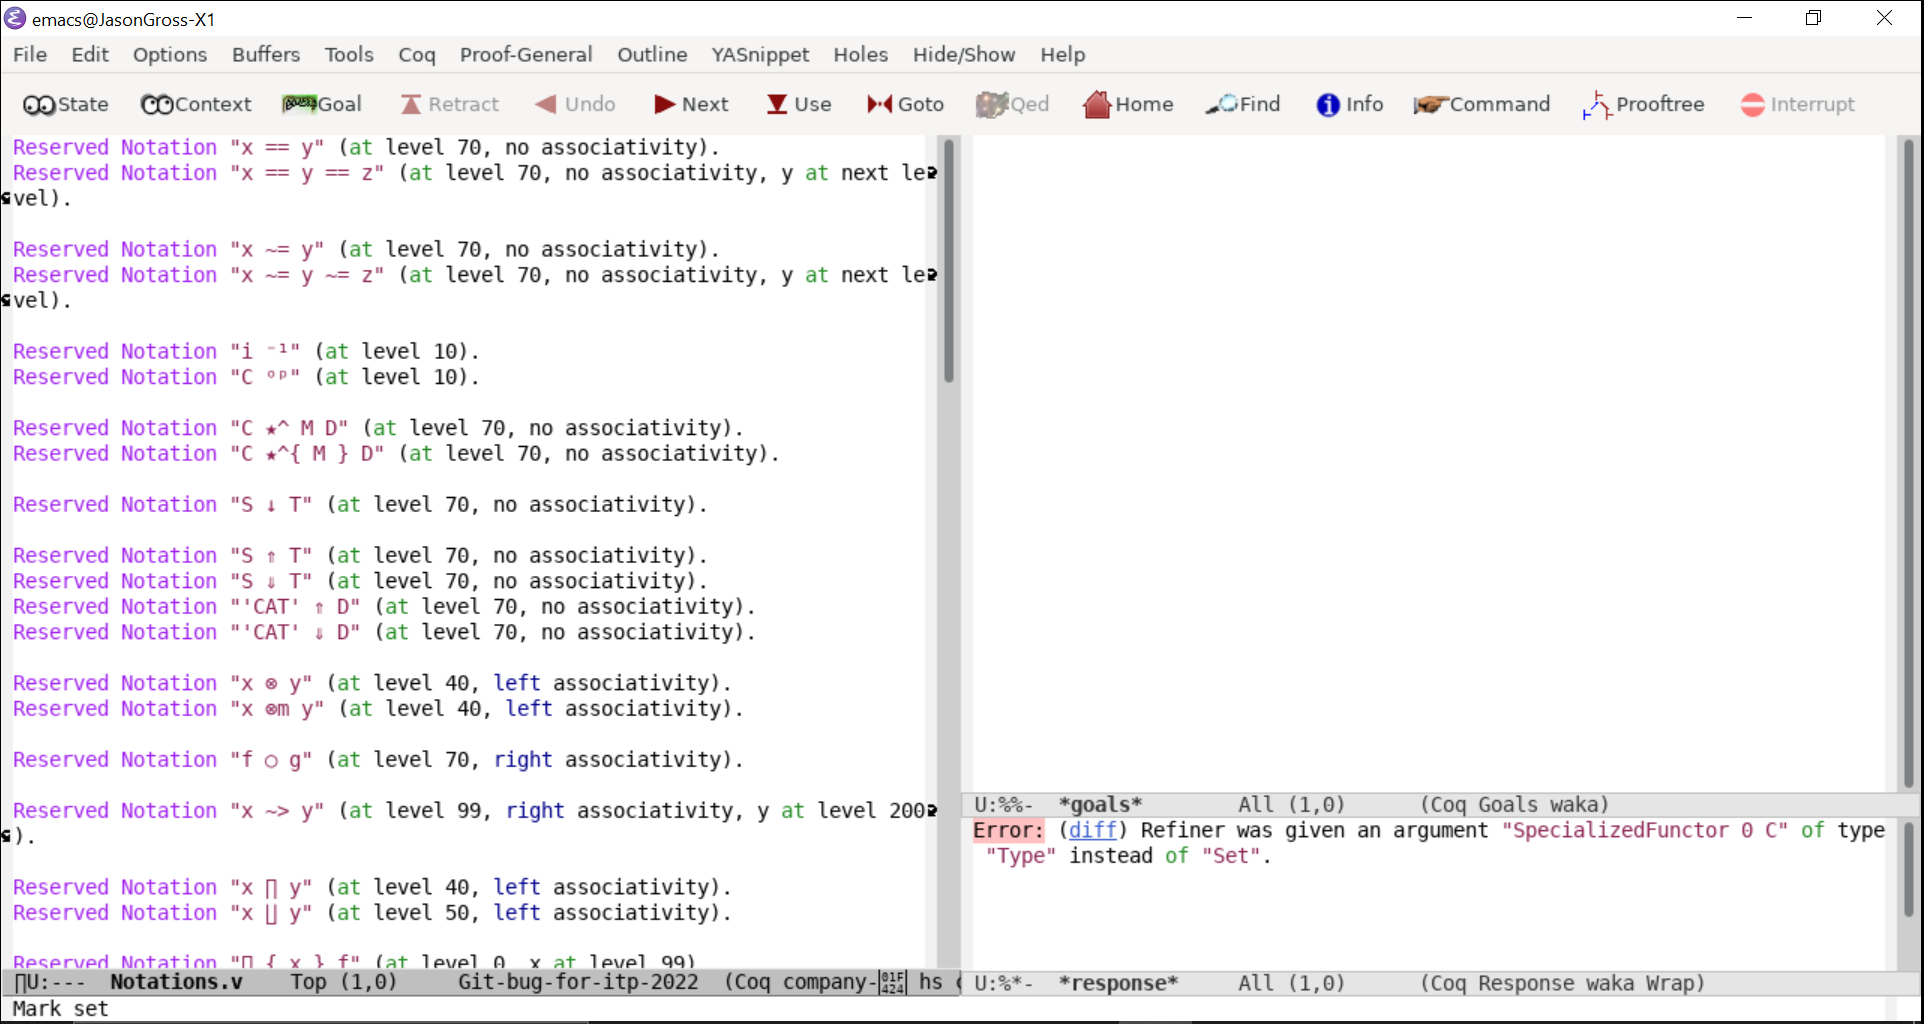 emacs@JasonGross-X1
File Edit Options Buffers Tools Coq Proof-General Outline YASnippet Holes Hide/Show Help
State Context Goal Retract Undo Next Use Goto Qed Home Find Info Command Prooftree Interrupt
Reserved Notation "x == y" (at level 70, no associativity).
Reserved Notation "x == y == z" (at level 70, no associativity, y at next le
vel).
Reserved Notation "x ~= y" (at level 70, no associativity).
Reserved Notation "x ~= y ~= z" (at level 70, no associativity, y at next le
vel).
Reserved Notation "i ⁻¹" (at level 10).
Reserved Notation "C ᵒᵖ" (at level 10).
Reserved Notation "C ★^ M D" (at level 70, no associativity).
Reserved Notation "C ★^{ M } D" (at level 70, no associativity).
Reserved Notation "S ↓ T" (at level 70, no associativity).
Reserved Notation "S ⇑ T" (at level 70, no associativity).
Reserved Notation "S ⇓ T" (at level 70, no associativity).
Reserved Notation "'CAT' ⇑ D" (at level 70, no associativity).
Reserved Notation "'CAT' ⇓ D" (at level 70, no associativity).
Reserved Notation "x ⊗ y" (at level 40, left associativity).
Reserved Notation "x ⊗m y" (at level 40, left associativity).
Reserved Notation "f ○ g" (at level 70, right associativity).
Reserved Notation "x ~> y" (at level 99, right associativity, y at level 200
).
Reserved Notation "x ∏ y" (at level 40, left associativity).
Reserved Notation "x ∐ y" (at level 50, left associativity).
Reserved Notation "∏ { x } f" (at level 0, x at level 99)
∏U:--- Notations.v Top (1,0) Git-bug-for-itp-2022 (Coq company-01F424 hs
Mark set
U:%%- *goals* All (1,0) (Coq Goals waka)
Error: (diff) Refiner was given an argument "SpecializedFunctor 0 C" of type
"Type" instead of "Set".
U:%*- *response* All (1,0) (Coq Response waka Wrap)